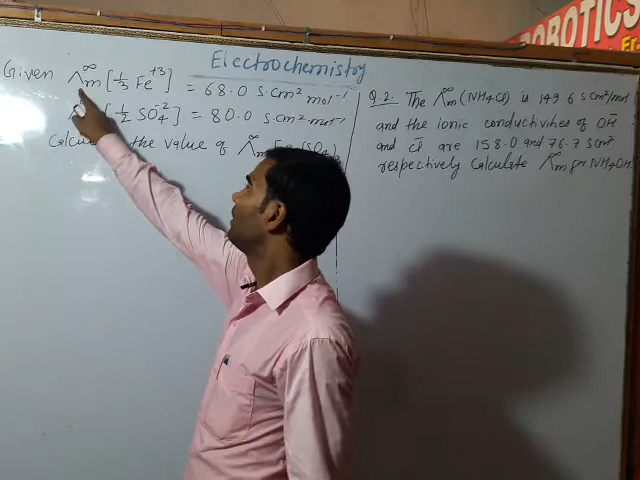 Electrochemistry
Given Λ∞m [1/3 Fe+3] = 68.0 S cm² mol⁻¹
[1/2 SO4-2] = 80.0 S cm² mol⁻¹
the value of Λ∞m
Q.2. The Λ∞m (NH4Cl) is 149.6 S cm²/mol
and the ionic conductivities of OH̄
and Cl̄ are 158.0 and 76.7 S cm²
respectively Calculate Λ∞m for NH4OH.
ROBOTICS